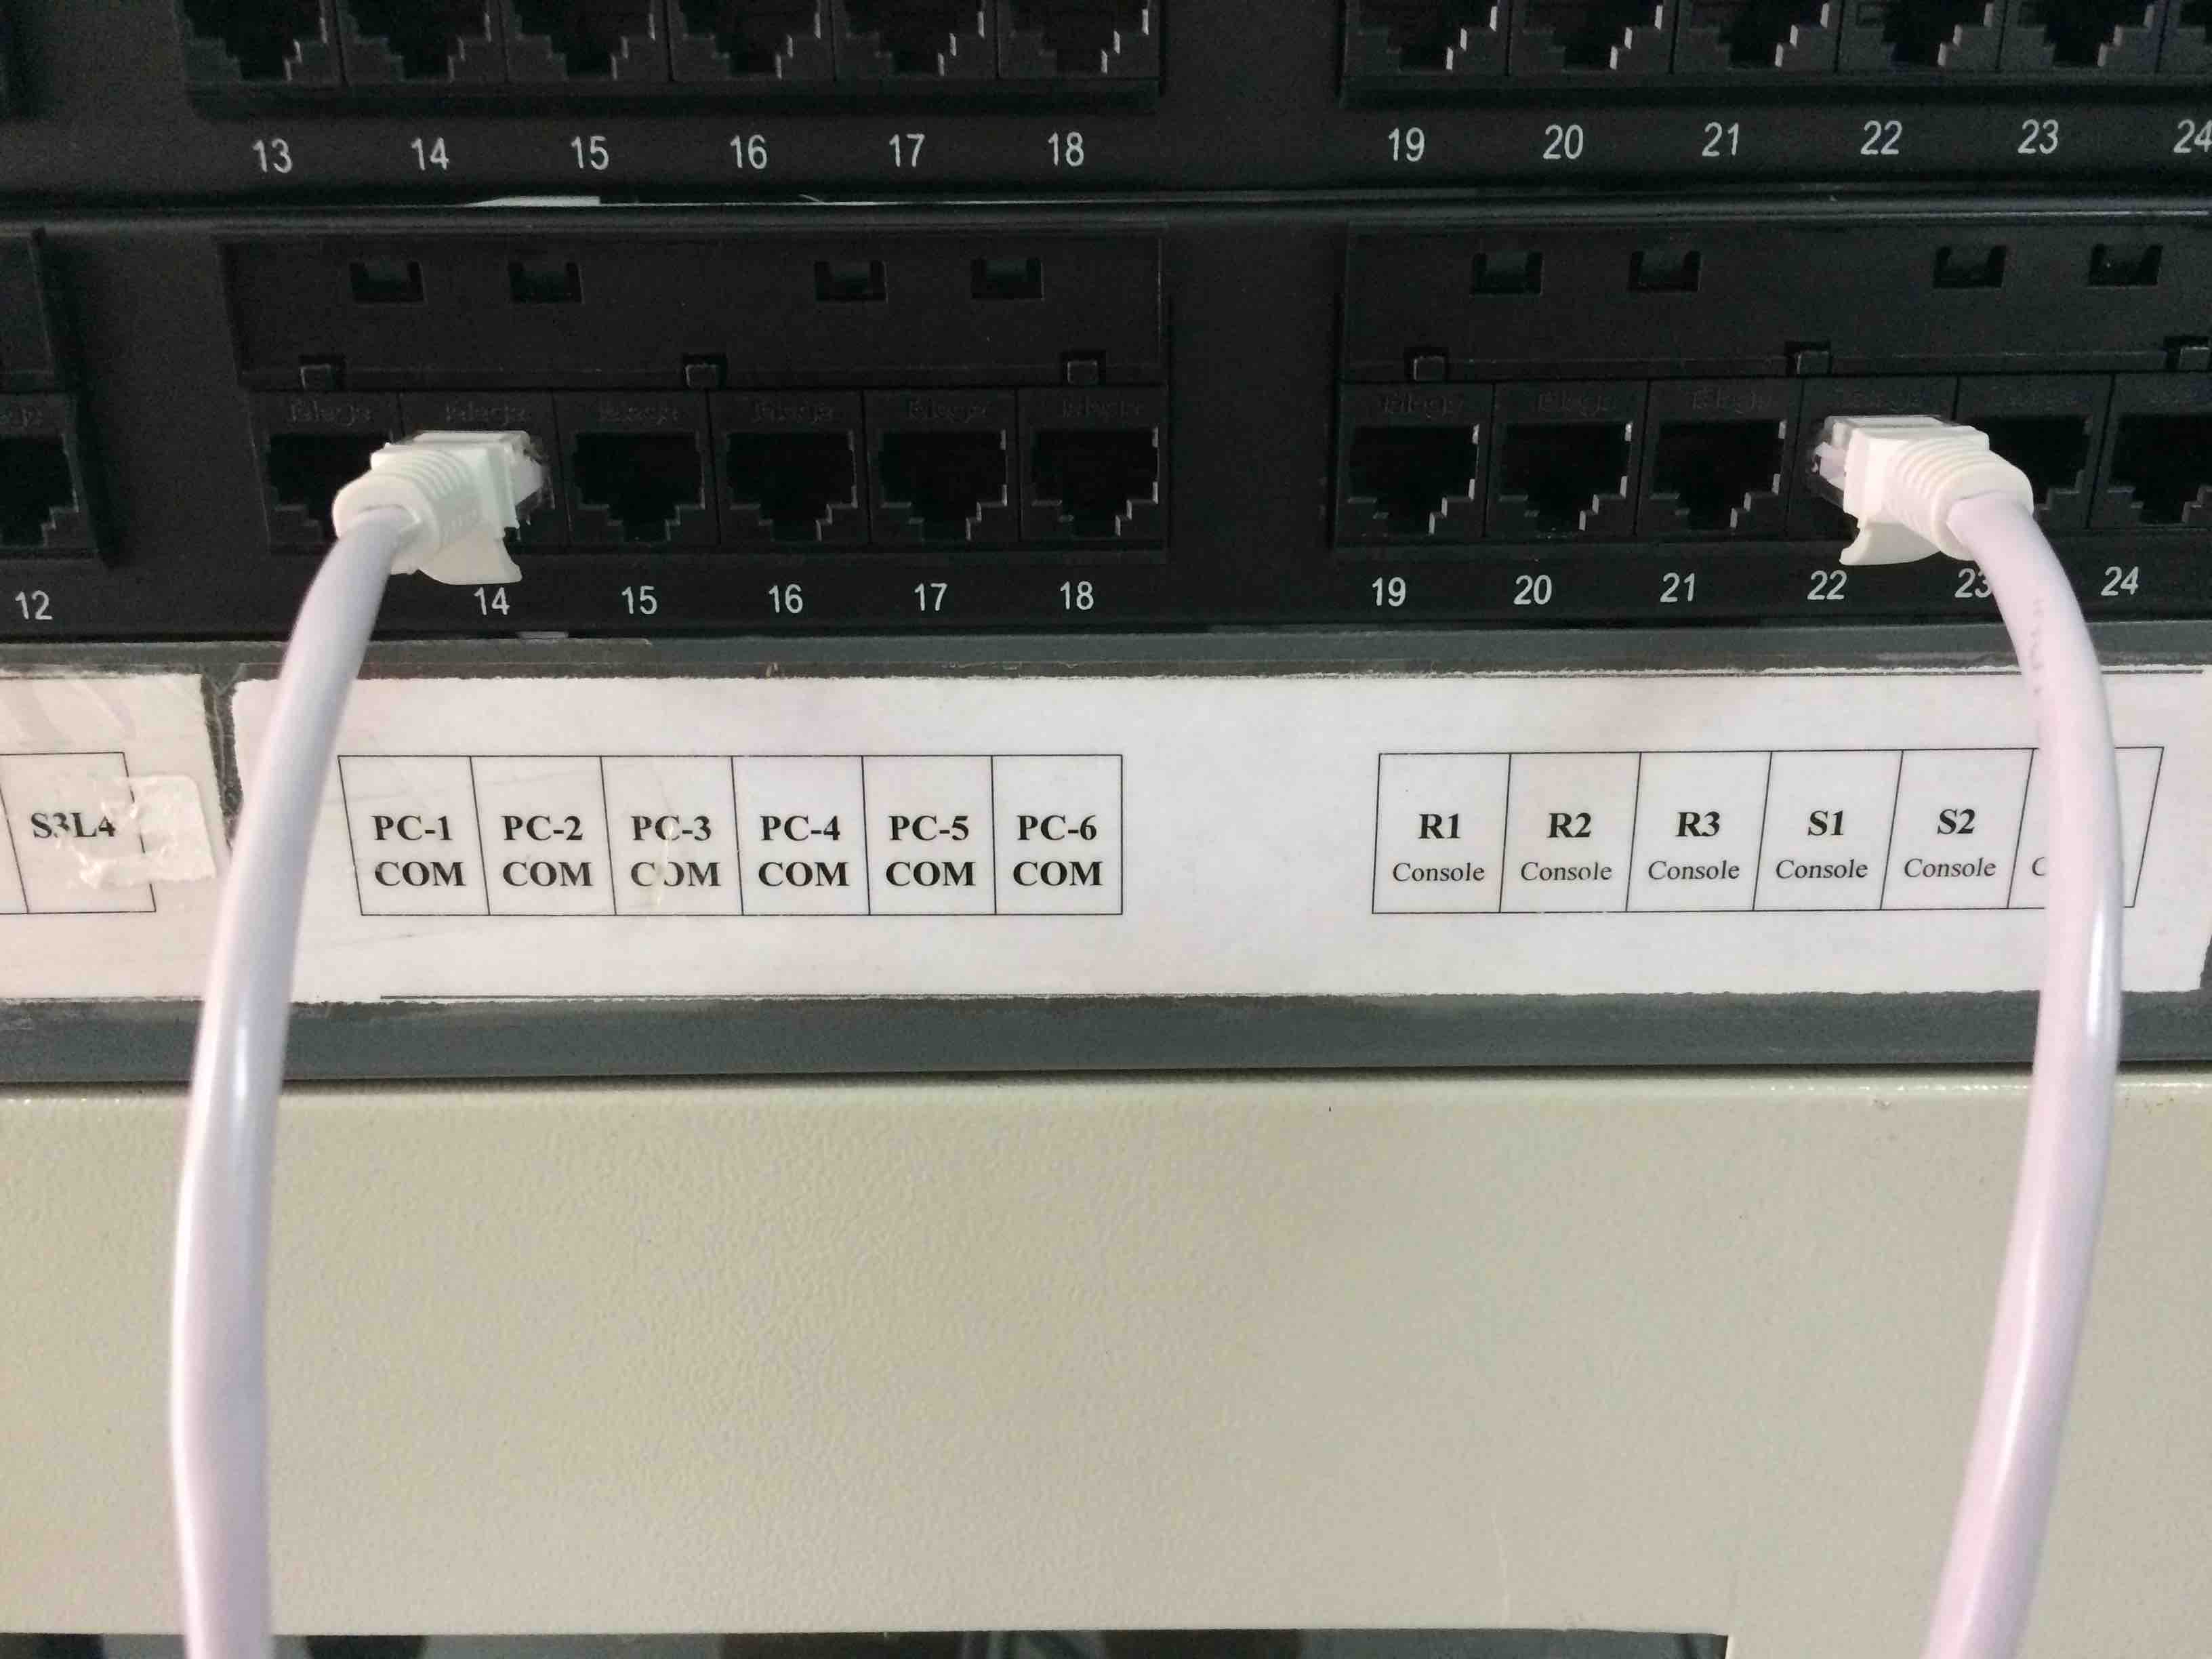 13 14 15 16 17 18 19 20 21 22 23 24
12 14 15 16 17 18 19 20 21 22 23 24
S3L4
PC-1 PC-2 PC-3 PC-4 PC-5 PC-6
COM COM COM COM COM COM
R1 R2 R3 S1 S2
Console Console Console Console Console